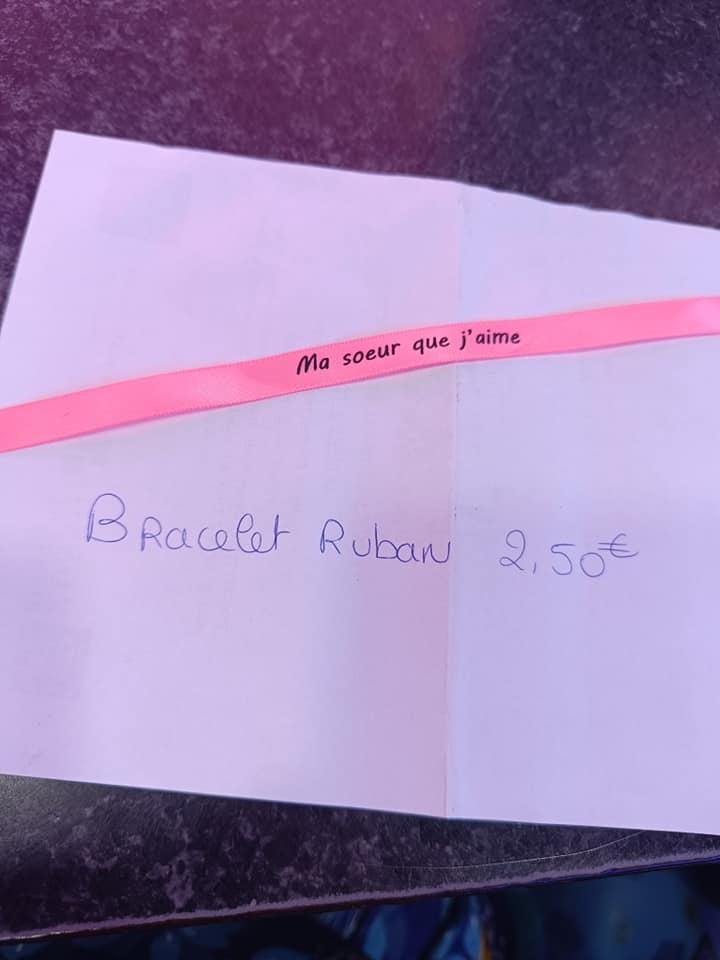 Ma soeur que j'aime
Bracelet Ruban 2,50€